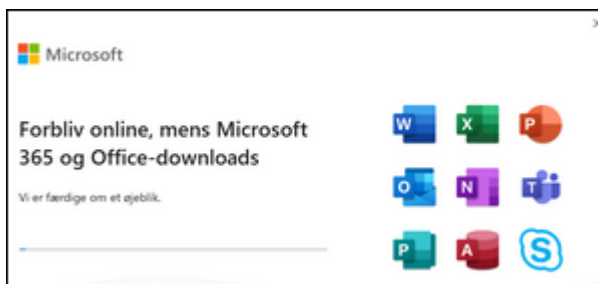 Microsoft
Forbliv online, mens Microsoft
365 og Office-downloads
Vi er færdige om et øjeblik.
W X P
O N T
P A S